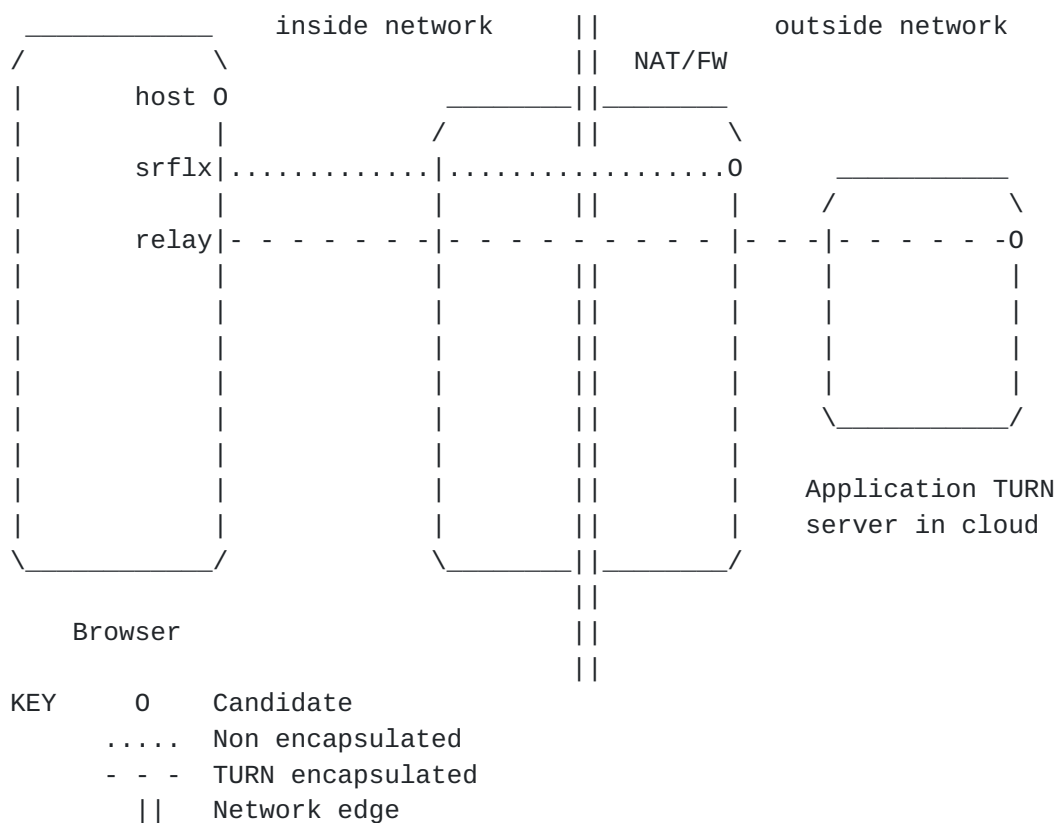 inside network || outside network
|| NAT/FW
host O
srflx|.............|..................O
relay|- - - - - - -|- - - - - - - - - |- - -|- - - - - -O
Application TURN
server in cloud
Browser
KEY O Candidate
..... Non encapsulated
- - - TURN encapsulated
|| Network edge